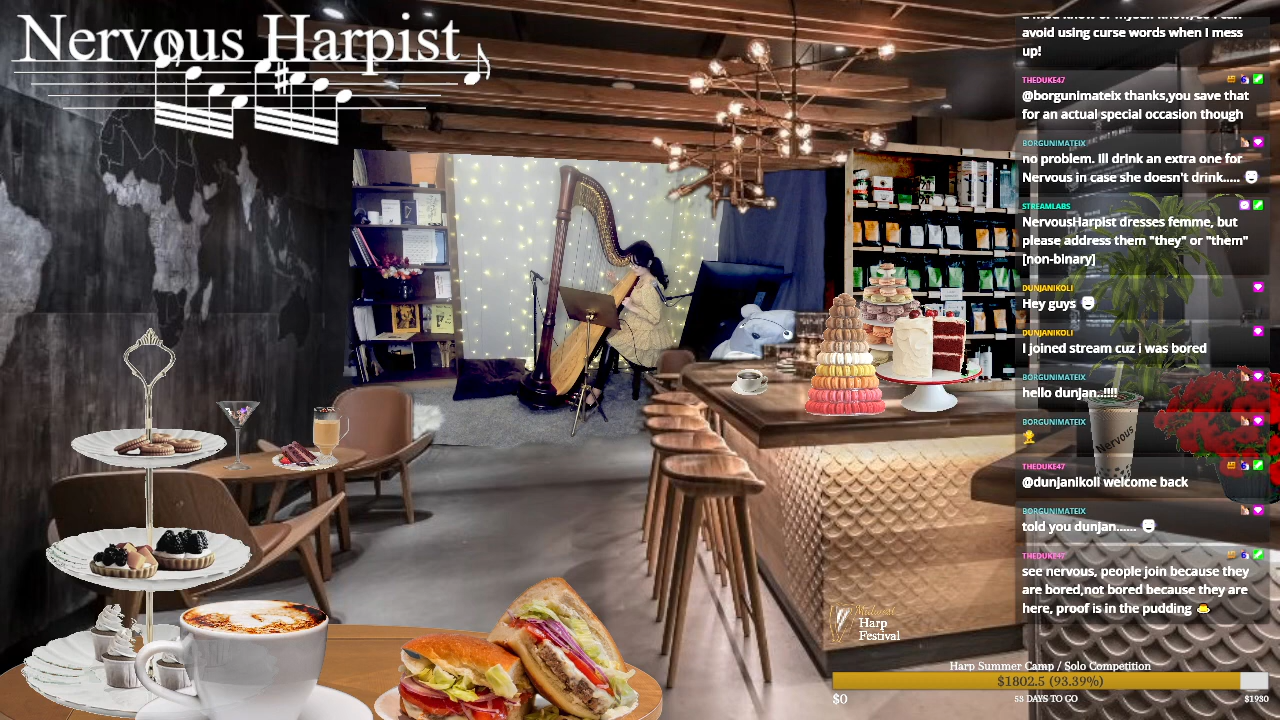 Nervous Harpist
avoid using curse words when I mess
up!
THEDUKE47
@borgunimateix thanks,you save that
for an actual special occasion though
BORGUNIMATEIX
no problem. Ill drink an extra one for
Nervous in case she doesn't drink.....
STREAMLABS
NervousHarpist dresses femme, but
please address them "they" or "them"
[non-binary]
DUNJANIKOLI
Hey guys
DUNJANIKOLI
I joined stream cuz i was bored
BORGUNIMATEIX
hello dunjan..!!!!
BORGUNIMATEIX
THEDUKE47
@dunjanikoli welcome back
BORGUNIMATEIX
told you dunjan......
THEDUKE47
see nervous, people join because they
are bored,not bored because they are
here, proof is in the pudding
Nervous
Midwest
Harp
Festival
Harp Summer Camp / Solo Competition
$1802.5 (93.39%)
$0
53 DAYS TO GO
$1930